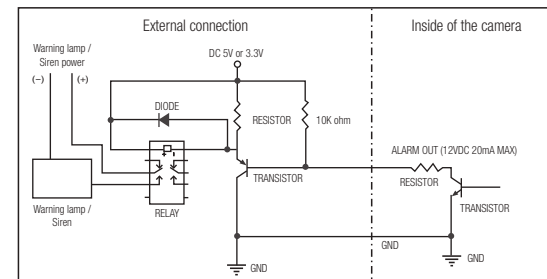 External connection
Inside of the camera
Warning lamp /
Siren power
(−)
(+)
DC 5V or 3.3V
DIODE
RESISTOR
10K ohm
ALARM OUT (12VDC 20mA MAX)
+
-
TRANSISTOR
RESISTOR
TRANSISTOR
Warning lamp /
Siren
RELAY
GND
GND
GND